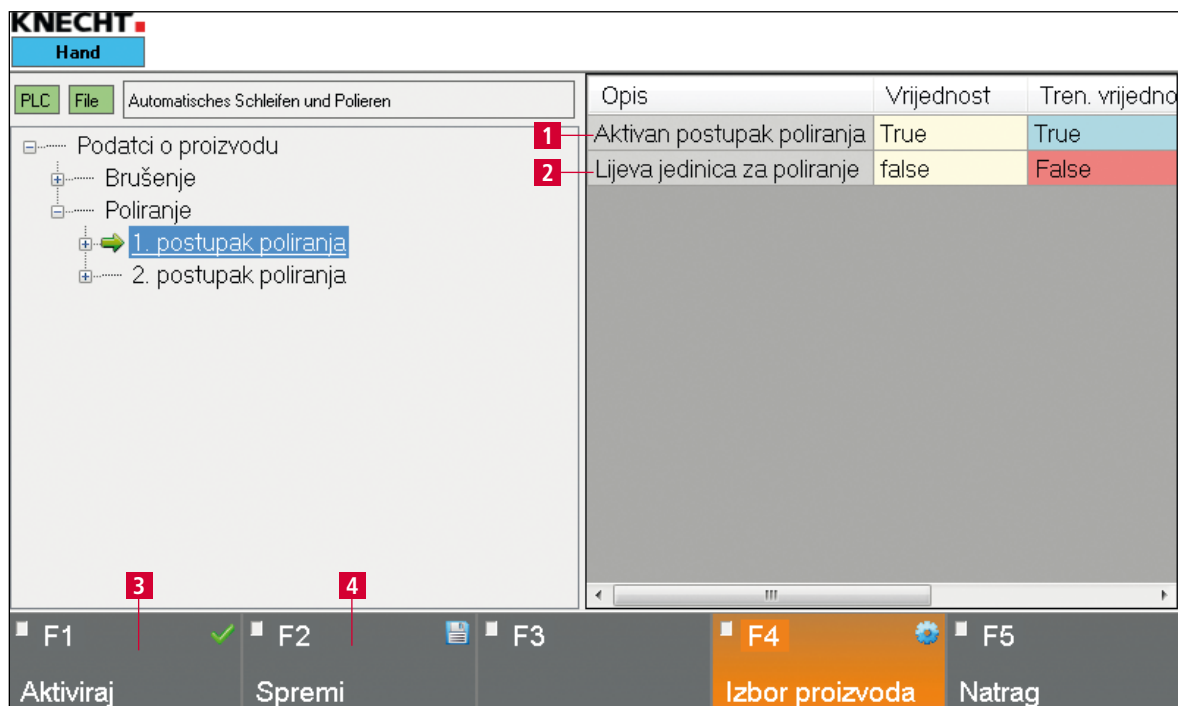 KNECHT
Hand
PLC File Automatisches Schleifen und Polieren
Podatci o proizvodu
Brušenje
Poliranje
1. postupak poliranja
2. postupak poliranja
Opis Vrijednost Tren. vrijedno
1 Aktivan postupak poliranja True True
2 Lijeva jedinica za poliranje false False
3 4
F1 F2 F3 F4 F5
Aktiviraj Spremi Izbor proizvoda Natrag